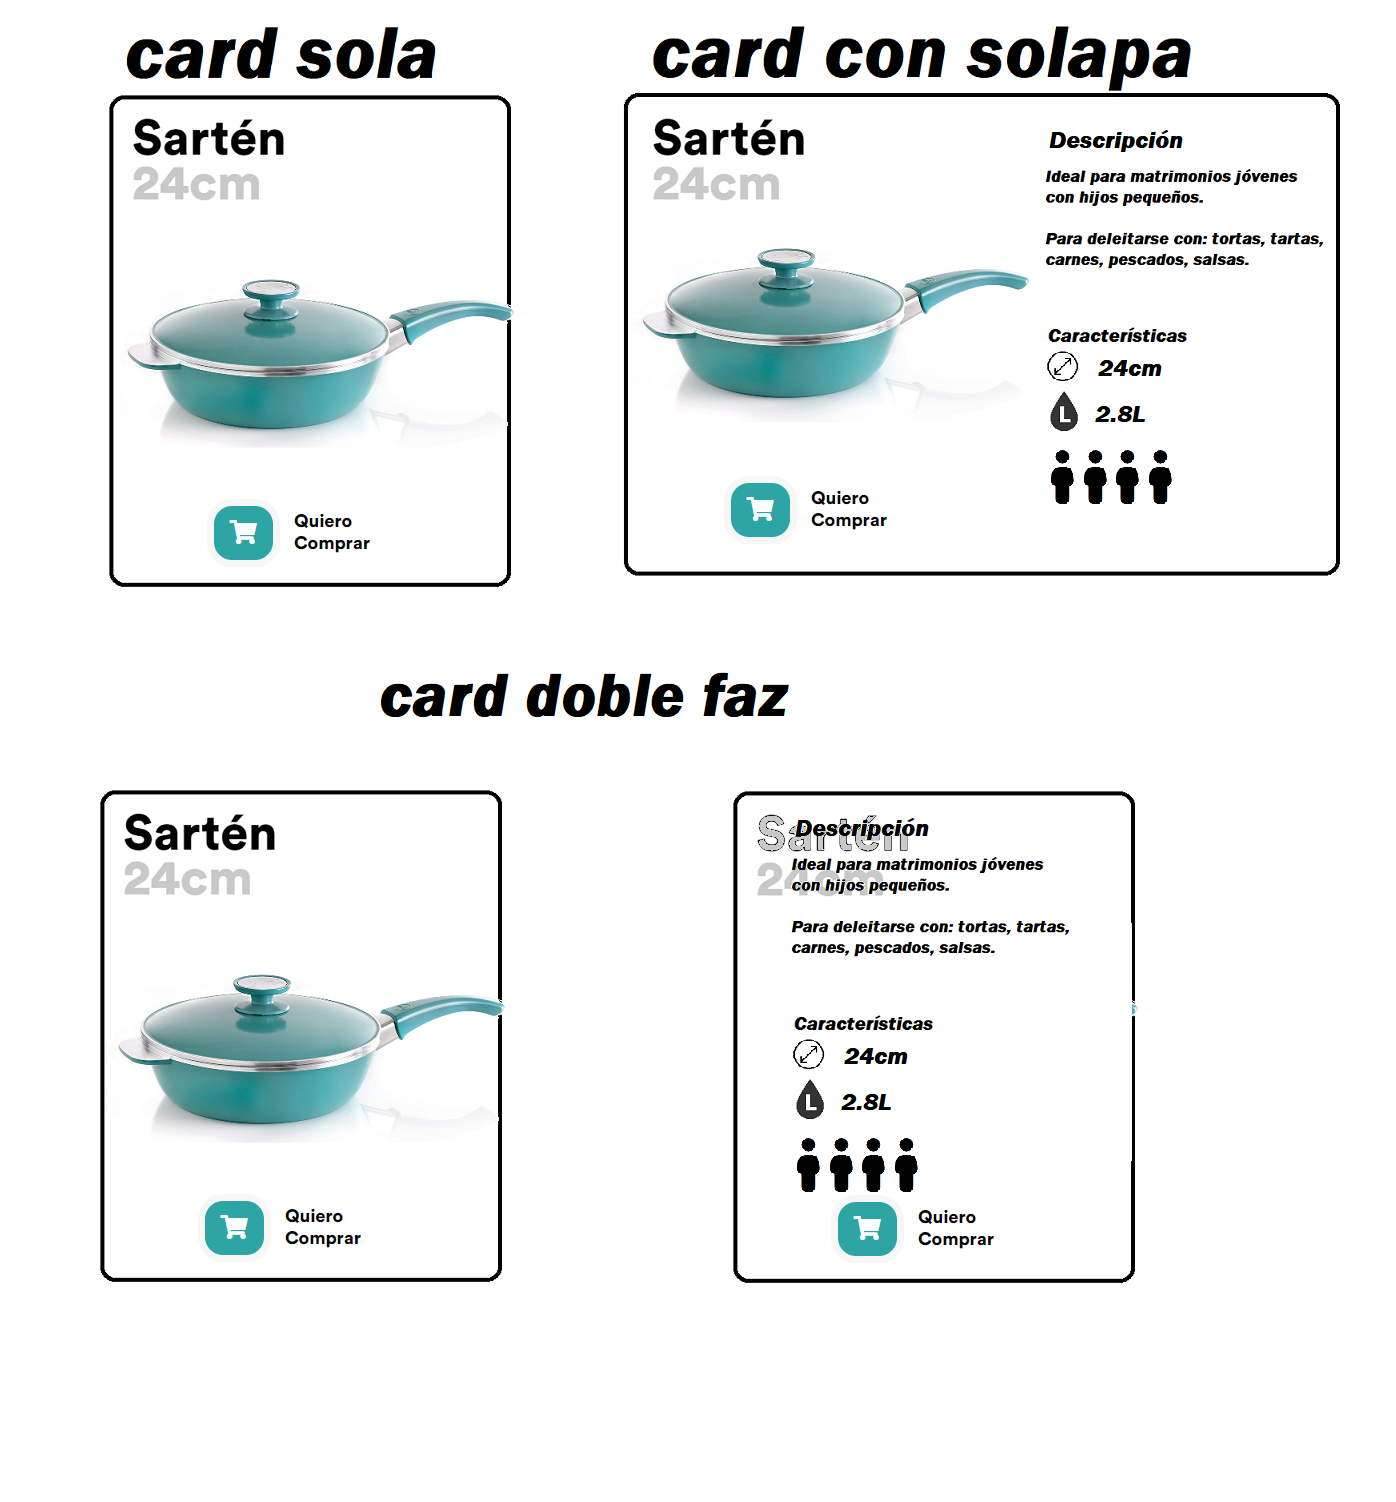 card sola
card con solapa
Sartén
24cm
Quiero
Comprar
Sartén
24cm
Quiero
Comprar
Descripción
Ideal para matrimonios jóvenes
con hijos pequeños.
Para deleitarse con: tortas, tartas,
carnes, pescados, salsas.
Características
24cm
L 2.8L
card doble faz
Sartén
24cm
Quiero
Comprar
Sartén
24cm
Descripción
Ideal para matrimonios jóvenes
con hijos pequeños.
Para deleitarse con: tortas, tartas,
carnes, pescados, salsas.
Características
24cm
L 2.8L
Quiero
Comprar